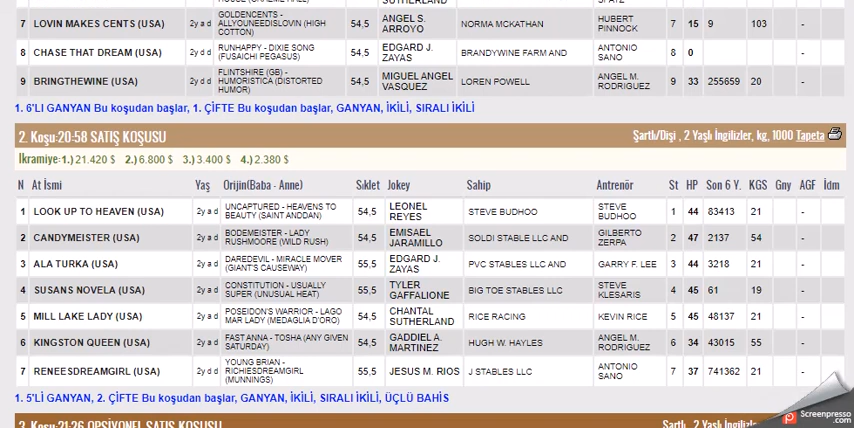 7 LOVIN MAKES CENTS (USA) 2y a d GOLDENCENTS - ALLYOUNEEDISLOVIN (HIGH COTTON) 54,5 ANGEL S. ARROYO NORMA MCKATHAN HUBERT PINNOCK 7 15 9 103 -
8 CHASE THAT DREAM (USA) 2y d d RUNHAPPY - DIXIE SONG (FUSAICHI PEGASUS) 54,5 EDGARD J. ZAYAS BRANDYWINE FARM AND ANTONIO SANO 8 0 -
9 BRINGTHEWINE (USA) 2y d d FLINTSHIRE (GB) - HUMORISTICA (DISTORTED HUMOR) 54,5 MIGUEL ANGEL VASQUEZ LOREN POWELL ANGEL M. RODRIGUEZ 9 33 255659 20 -
1. 6'LI GANYAN Bu koşudan başlar, 1. ÇİFTE Bu koşudan başlar, GANYAN, İKİLİ, SIRALI İKİLİ
2. Koşu:20:58 SATIŞ KOŞUSU Şartlı/Dişi , 2 Yaşlı İngilizler, kg, 1000 Tapeta
İkramiye:1.) 21.420 $ 2.) 6.800 $ 3.) 3.400 $ 4.) 2.380 $
N At İsmi Yaş Orijin(Baba - Anne) Sıklet Jokey Sahip Antrenör St HP Son 6 Y. KGS Gny AGF İdm
1 LOOK UP TO HEAVEN (USA) 2y a d UNCAPTURED - HEAVENS TO BEAUTY (SAINT ANDDAN) 54,5 LEONEL REYES STEVE BUDHOO STEVE BUDHOO 1 44 83413 21 -
2 CANDYMEISTER (USA) 2y a d BODEMEISTER - LADY RUSHMOORE (WILD RUSH) 54,5 EMISAEL JARAMILLO SOLDI STABLE LLC AND GILBERTO ZERPA 2 47 2137 54 -
3 ALA TURKA (USA) 2y a d DAREDEVIL - MIRACLE MOVER (GIANT'S CAUSEWAY) 55,5 EDGARD J. ZAYAS PVC STABLES LLC AND GARRY F. LEE 3 44 3218 21 -
4 SUSANS NOVELA (USA) 2y a d CONSTITUTION - USUALLY SUPER (UNUSUAL HEAT) 55,5 TYLER GAFFALIONE BIG TOE STABLES LLC STEVE KLESARIS 4 45 61 19 -
5 MILL LAKE LADY (USA) 2y a d POSEIDON'S WARRIOR - LAGO MAR LADY (MEDAGLIA D'ORO) 54,5 CHANTAL SUTHERLAND RICE RACING KEVIN RICE 5 45 48137 21 -
6 KINGSTON QUEEN (USA) 2y a d FAST ANNA - TOSHA (ANY GIVEN SATURDAY) 54,5 GADDIEL A. MARTINEZ HUGH W. HAYLES ANGEL M. RODRIGUEZ 6 34 43015 55 -
7 RENEESDREAMGIRL (USA) 2y d d YOUNG BRIAN - RICHIESDREAMGIRL (MUNNINGS) 55,5 JESUS M. RIOS J STABLES LLC ANTONIO SANO 7 37 741362 21 -
1. 5'Lİ GANYAN, 2. ÇİFTE Bu koşudan başlar, GANYAN, İKİLİ, SIRALI İKİLİ, ÜÇLÜ BAHİS
3. Koşu:21:26 OPSİYONEL SATIŞ KOŞUSU Şartlı , 2 Yaşlı İngilizler
Screenpresso
.com